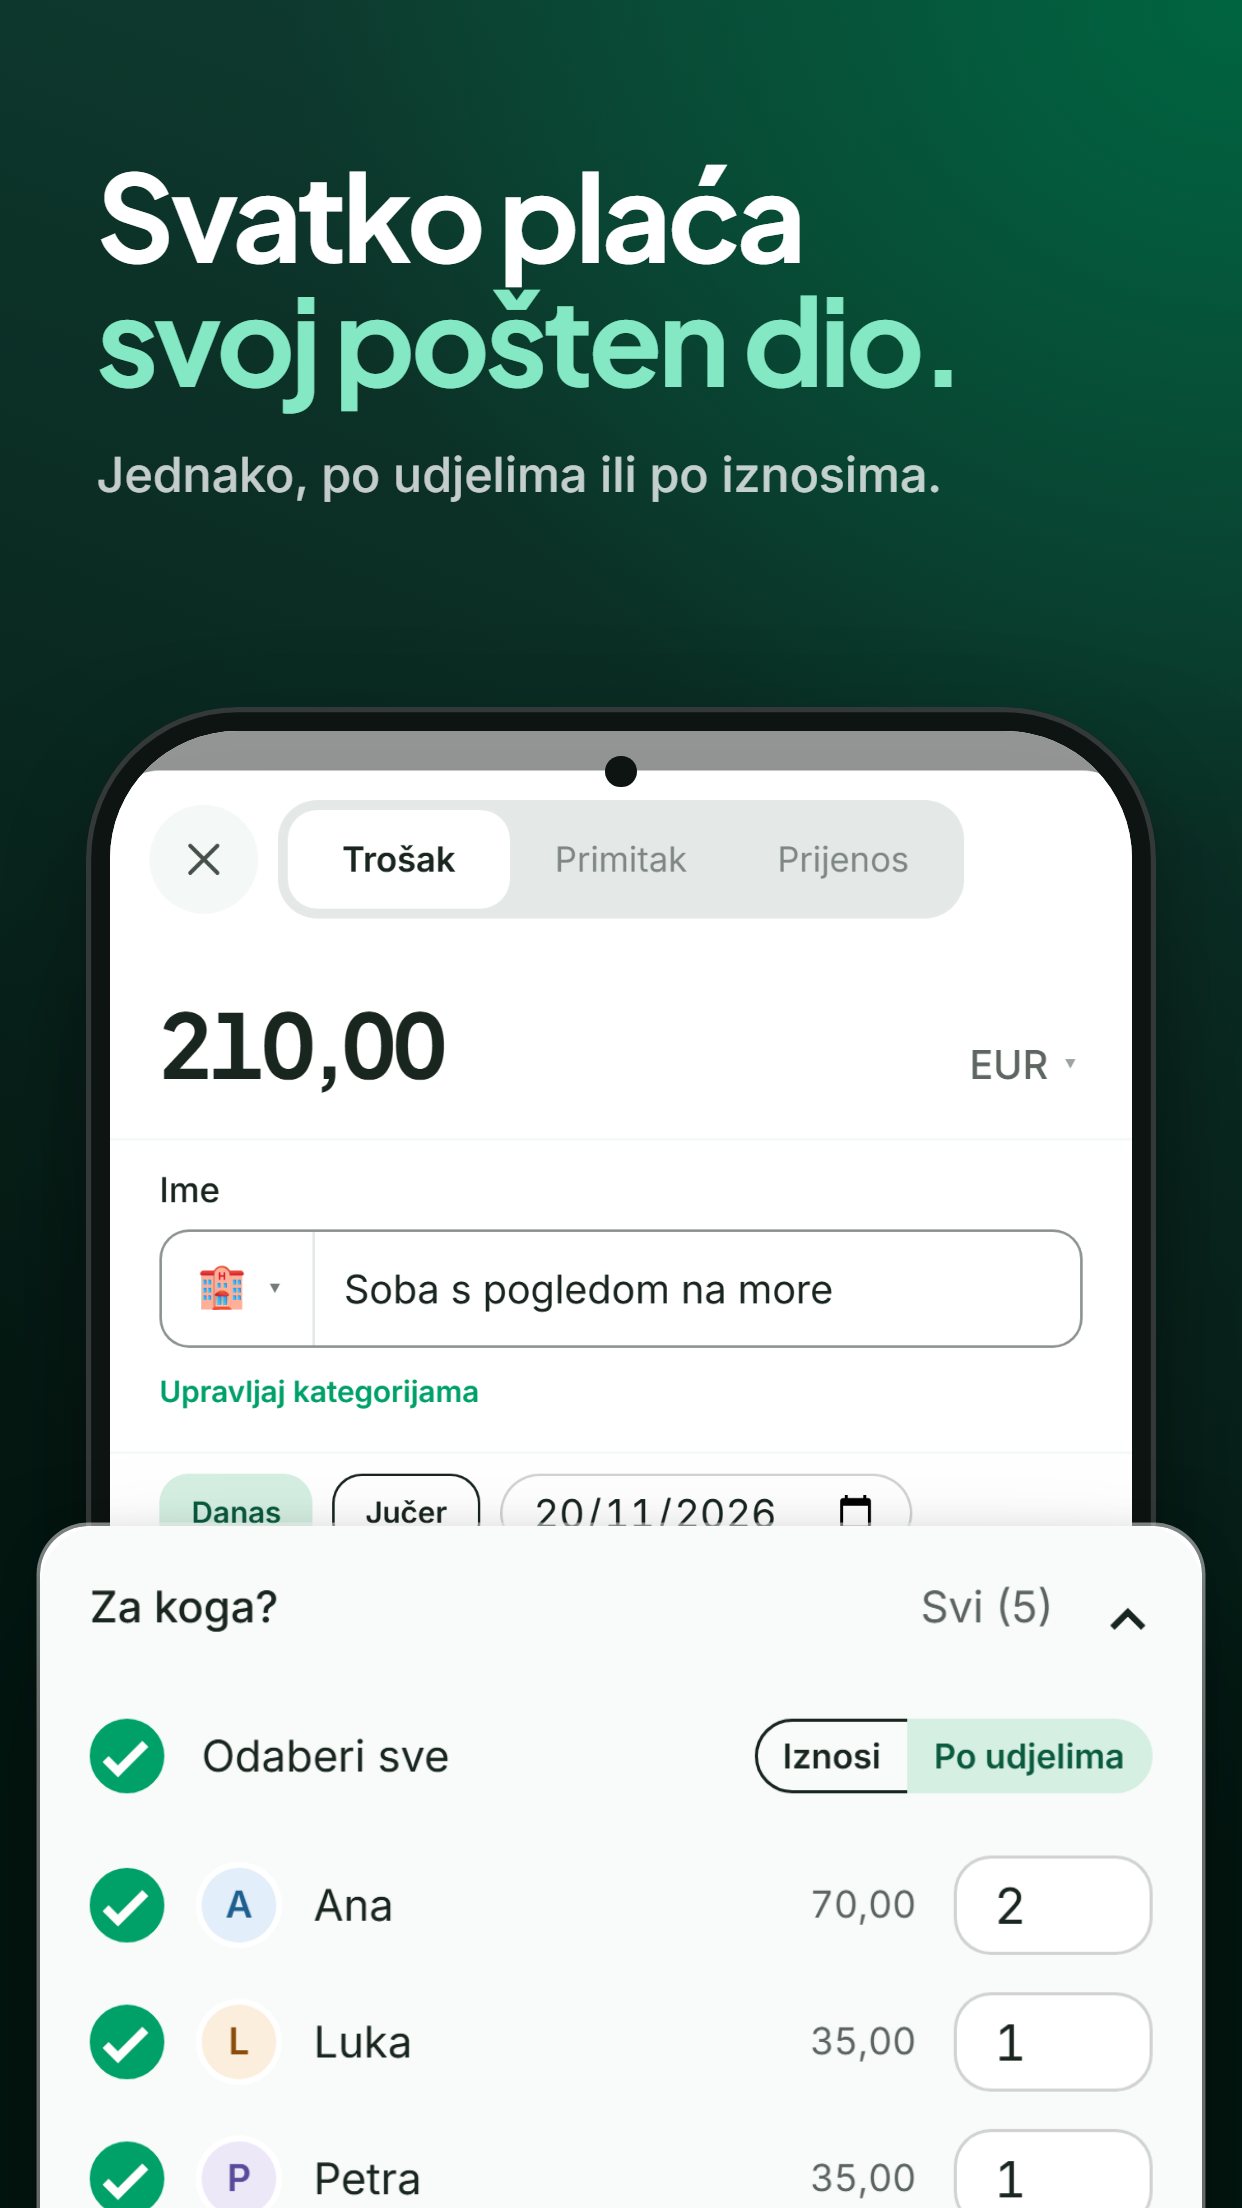 Svatko plaća
svoj pošten dio.
Jednako, po udjelima ili po iznosima.
Trošak Primitak Prijenos
210,00 EUR
Ime
Soba s pogledom na more
Upravljaj kategorijama
Danas Jučer 20/11/2026
Za koga? Svi (5)
Odaberi sve Iznosi Po udjelima
A Ana 70,00 2
L Luka 35,00 1
P Petra 35,00 1